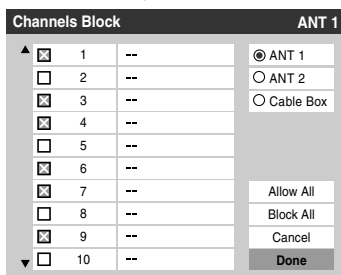 Channels Block ANT 1
1 -- ANT 1
2 -- ANT 2
3 -- Cable Box
4 --
5 --
6 --
7 -- Allow All
8 -- Block All
9 -- Cancel
10 -- Done